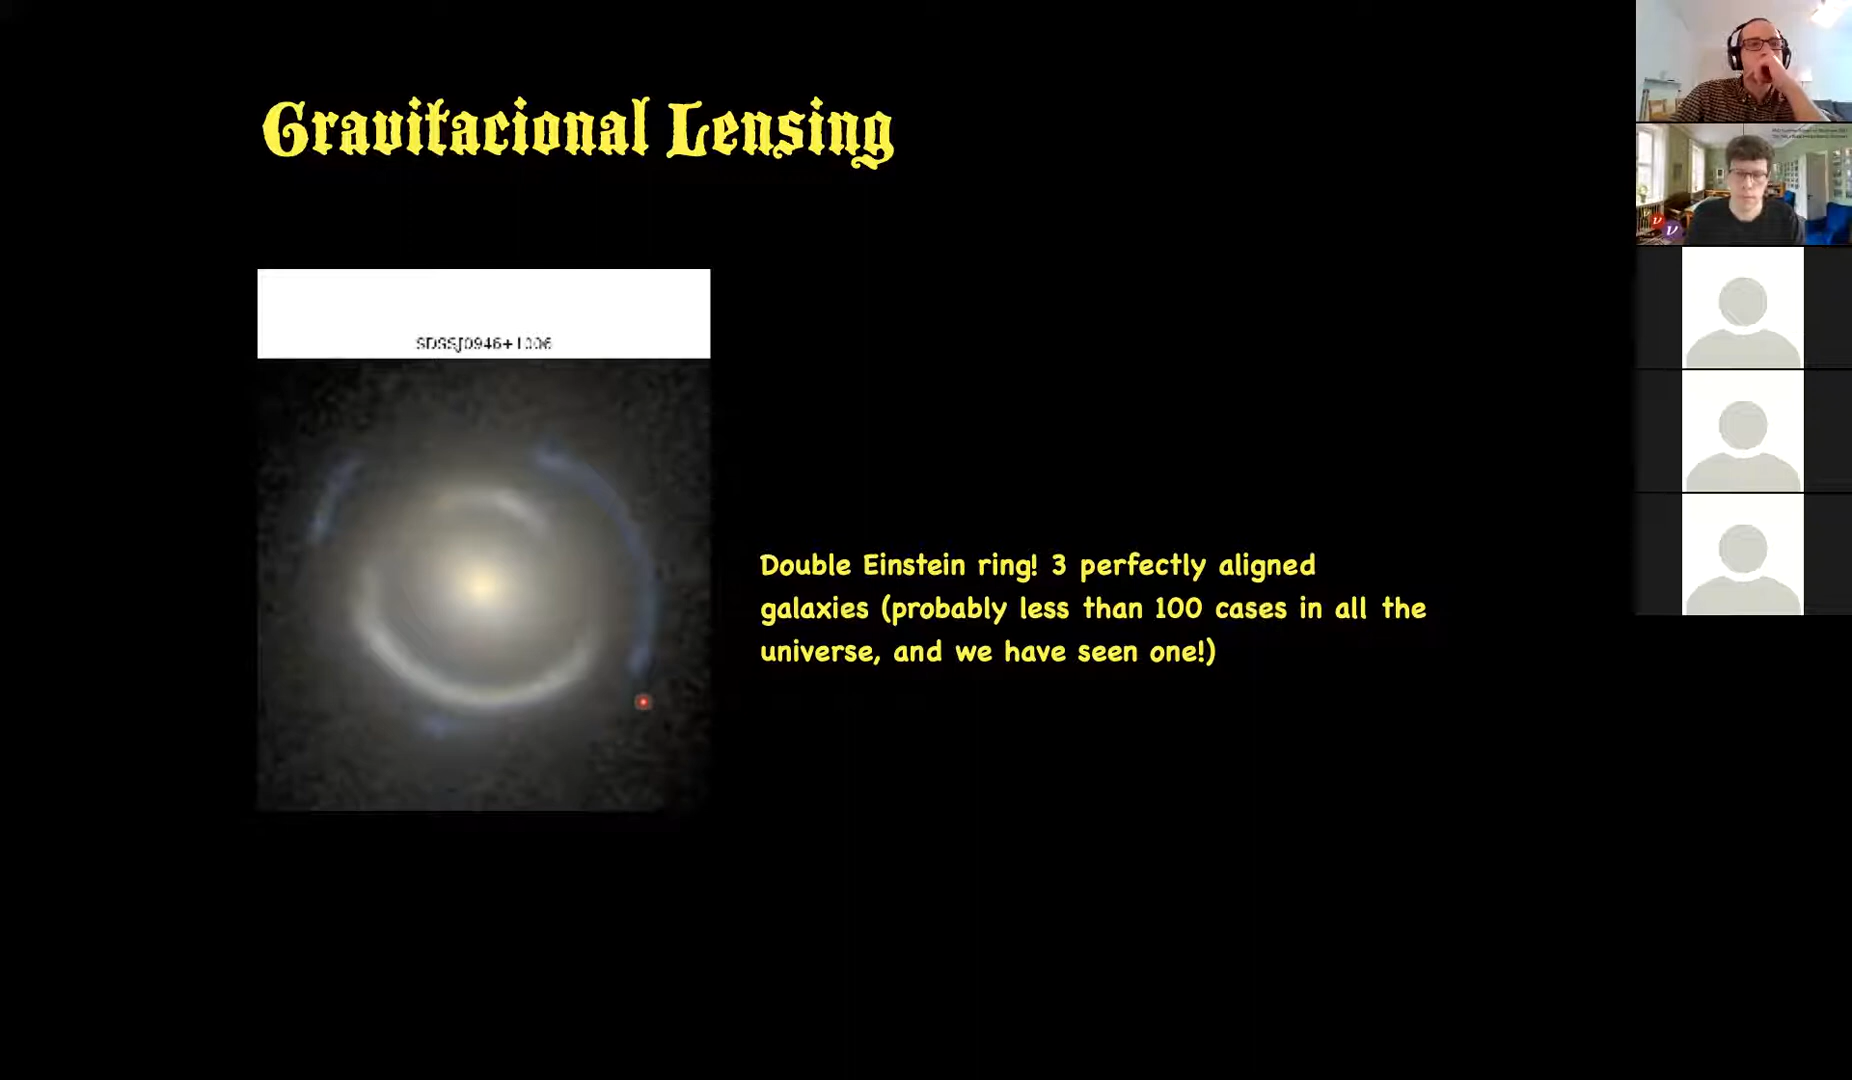 Gravitacional Lensing
SDSSJ0946+1006
Double Einstein ring! 3 perfectly aligned
galaxies (probably less than 100 cases in all the
universe, and we have seen one!)